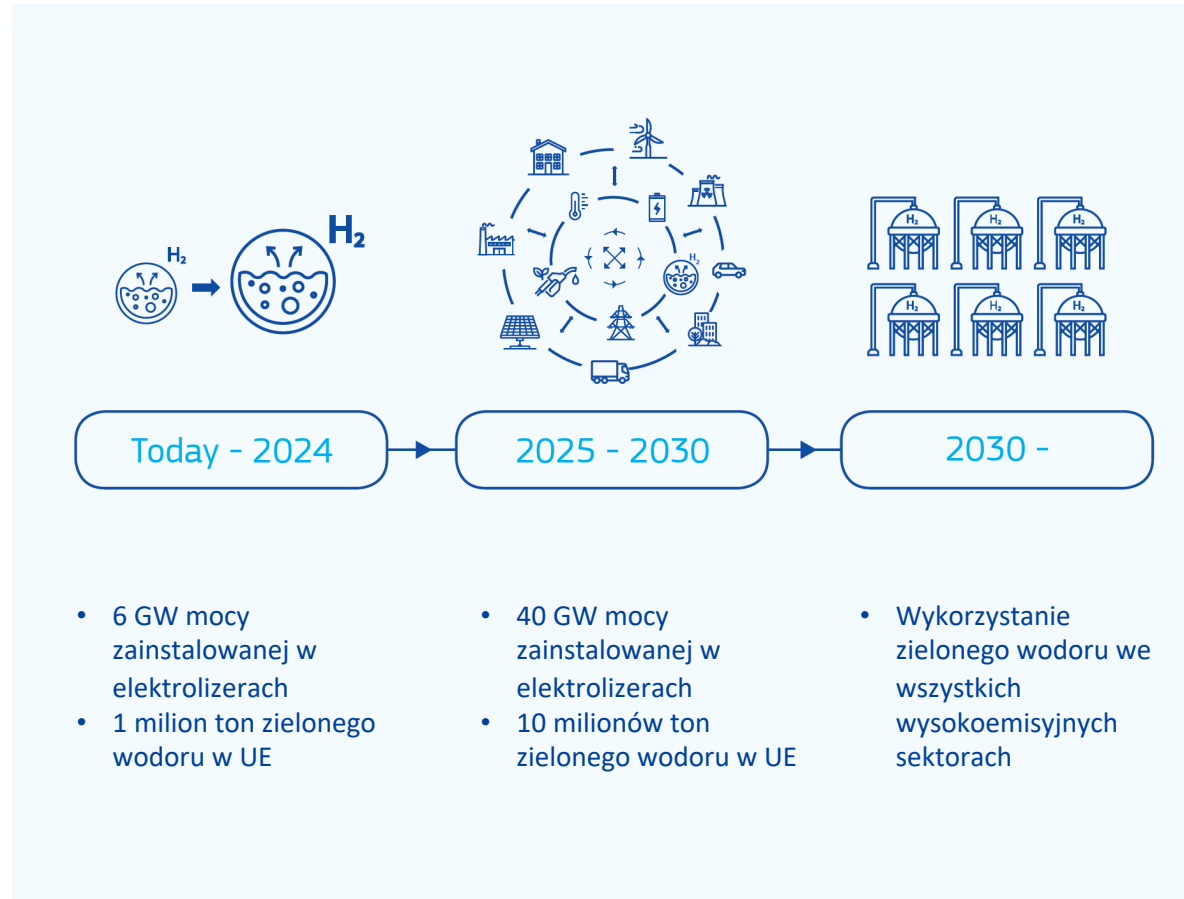 H₂
H₂
H₂
H₂ H₂ H₂
H₂ H₂ H₂
Today - 2024
2025 - 2030
2030 -
• 6 GW mocy
zainstalowanej w
elektrolizerach
• 1 milion ton zielonego
wodoru w UE
• 40 GW mocy
zainstalowanej w
elektrolizerach
• 10 milionów ton
zielonego wodoru w UE
• Wykorzystanie
zielonego wodoru we
wszystkich
wysokoemisyjnych
sektorach